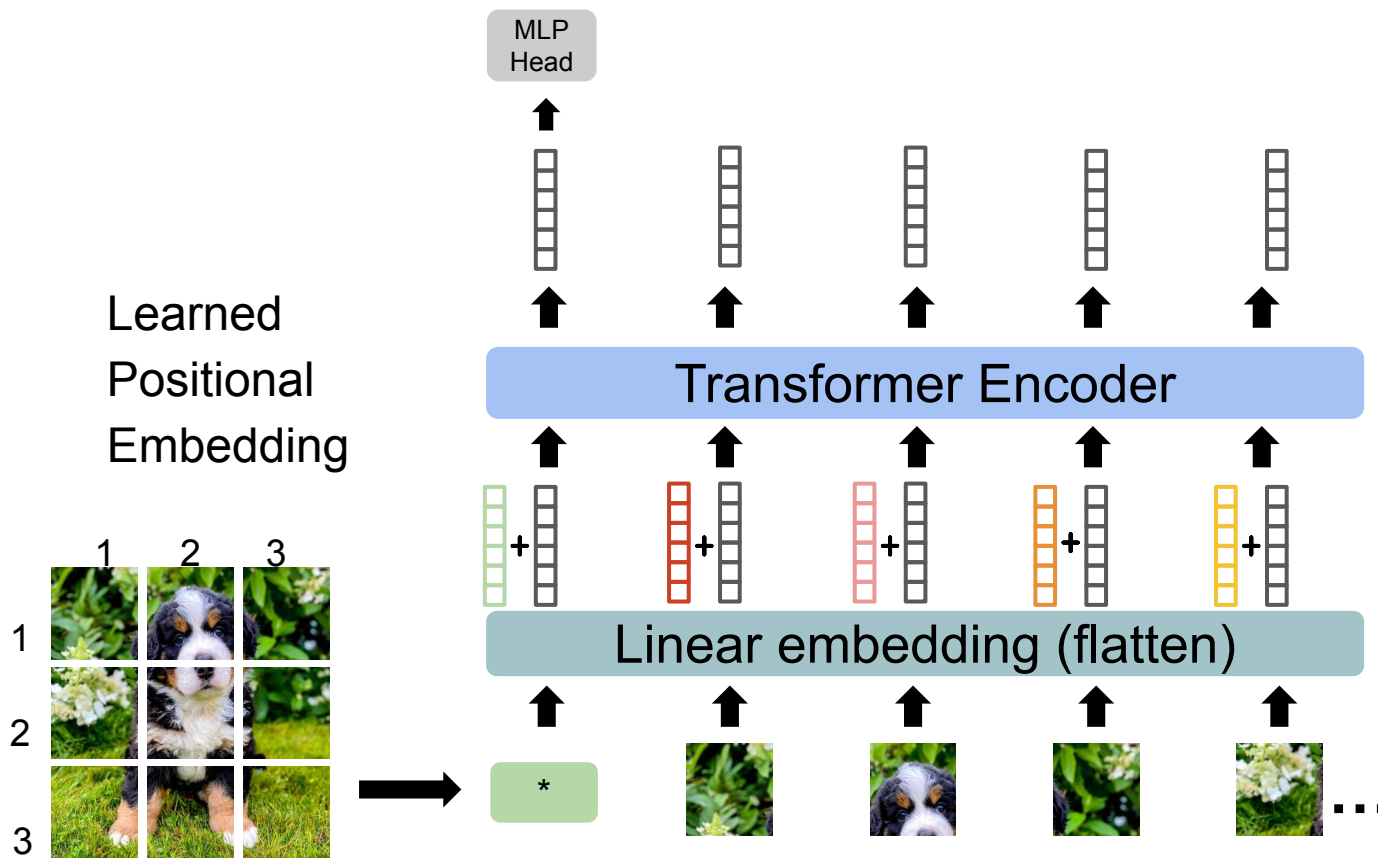 MLP
Head
Learned
Positional
Embedding
Transformer Encoder
+ + + + +
Linear embedding (flatten)
1 2 3
1
2
3
*
...